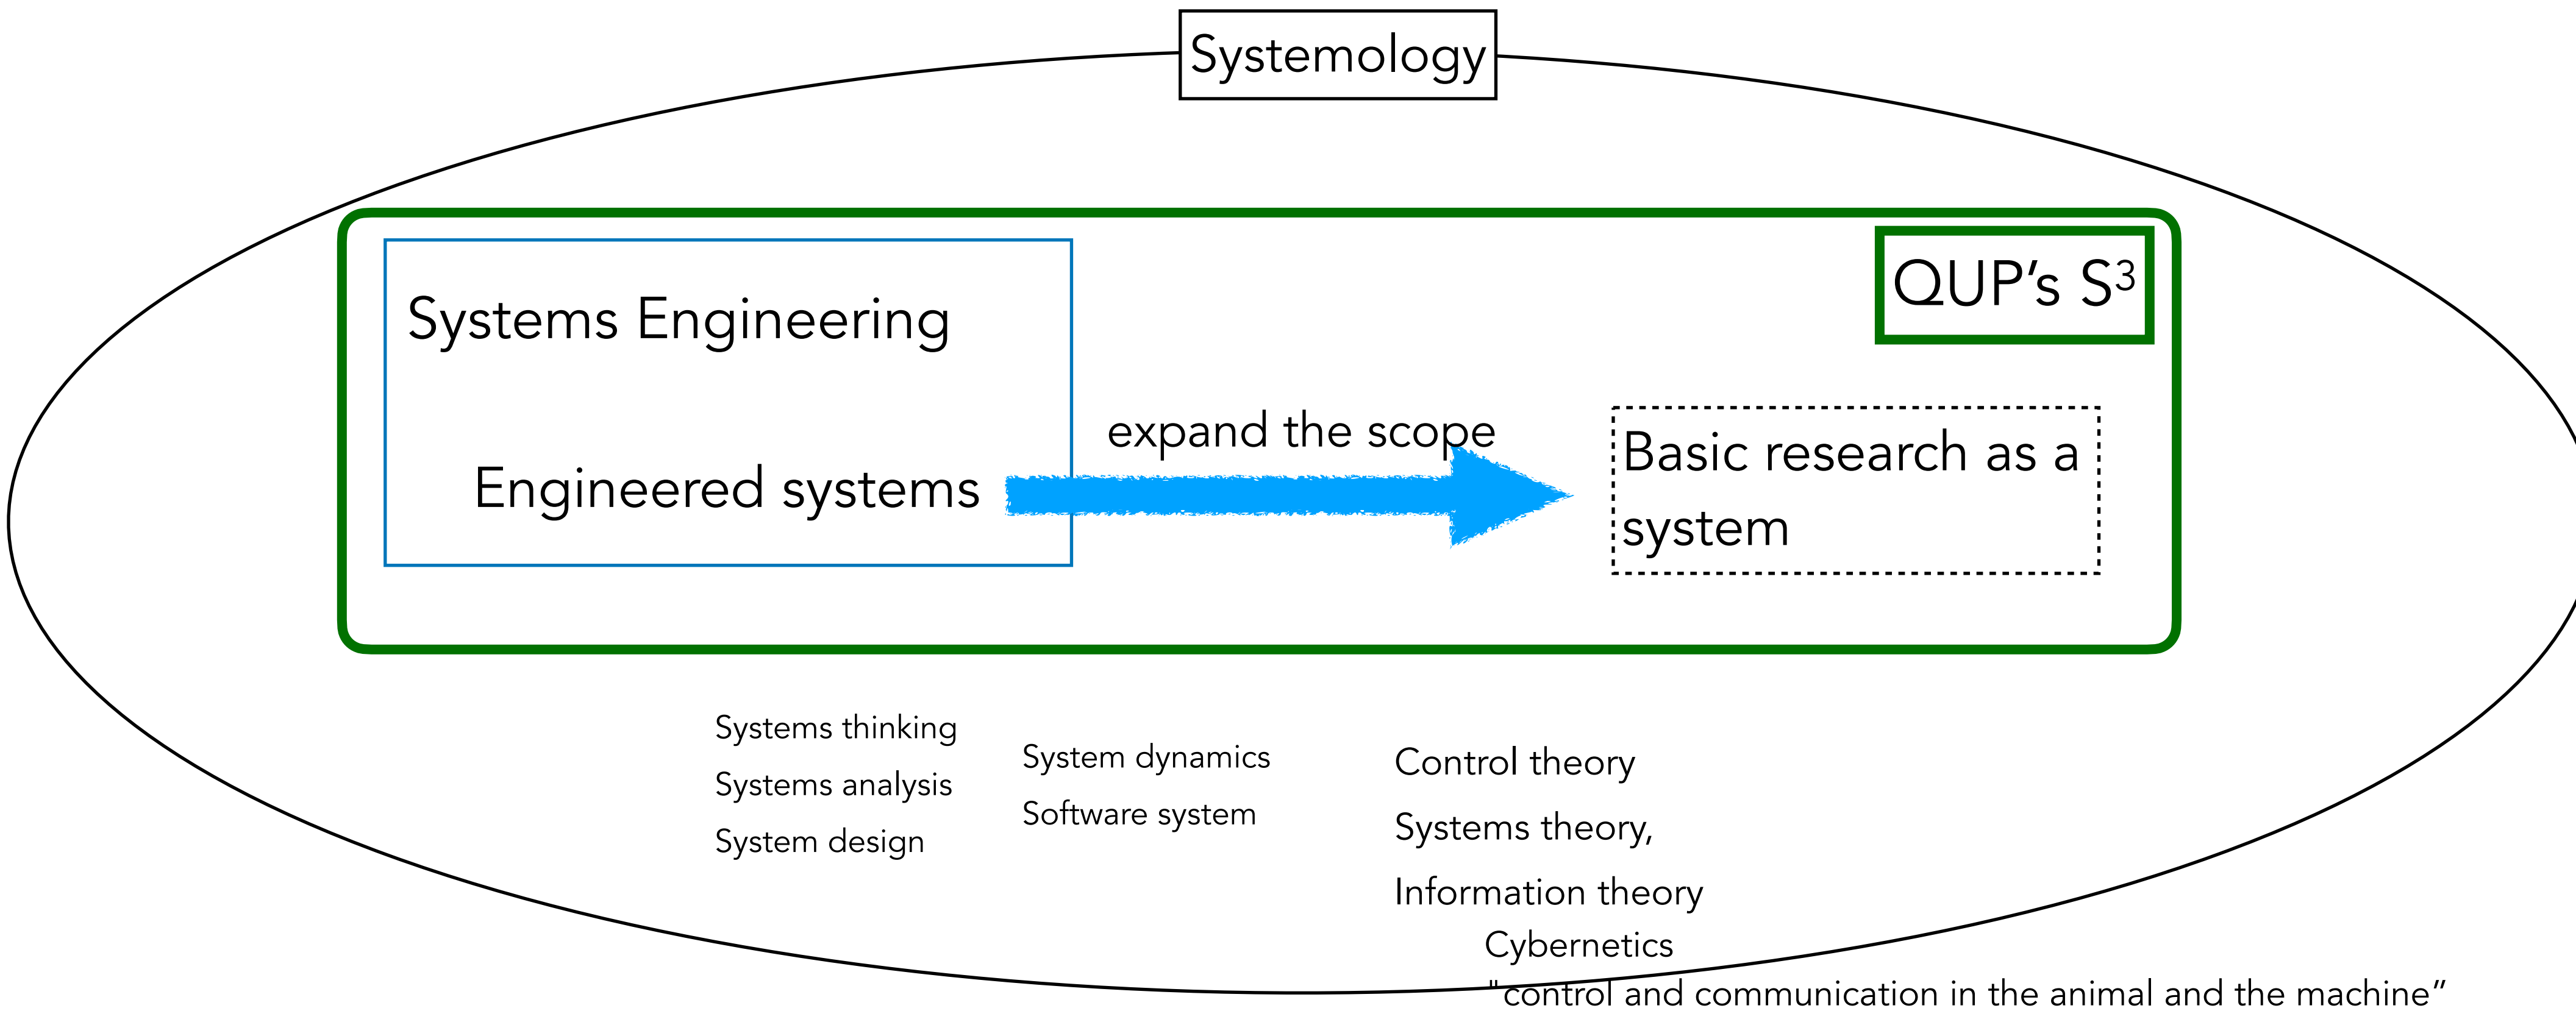 Systemology
QUP’s S³
Systems Engineering
Engineered systems
expand the scope
Basic research as a
system
Systems thinking
Systems analysis
System design
System dynamics
Software system
Control theory
Systems theory,
Information theory
Cybernetics
"control and communication in the animal and the machine”